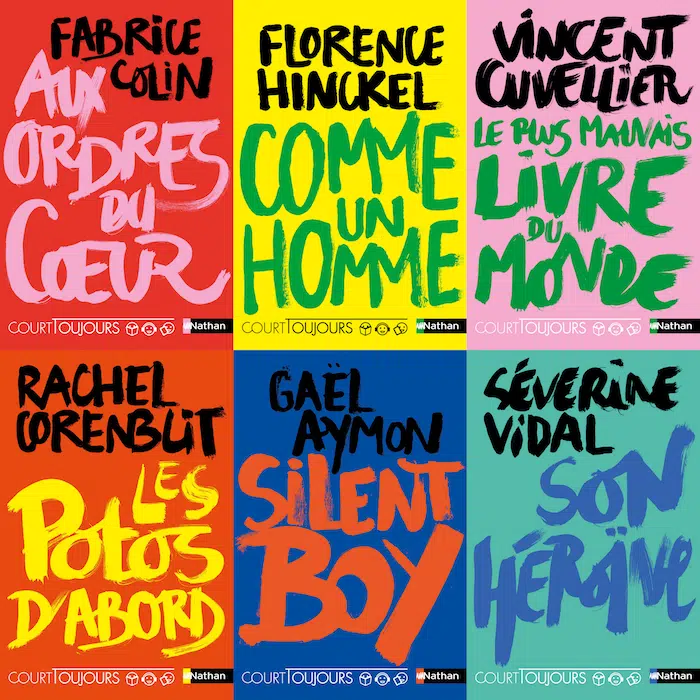 FABRICE
COLIN
AUX
ORDRES
DU
CŒUR
COURTTOUJOURS
Nathan
FLORENCE
HINCKEL
COMME
UN
HOMME
COURTTOUJOURS
Nathan
VINCENT
CUVELLIER
LE PLUS MAUVAIS
LIVRE
DU
MONDE
COURTTOUJOURS
Nathan
RACHEL
CORENBLIT
LES
POTOS
D'ABORD
COURTTOUJOURS
Nathan
GAËL
AYMON
SILENT
BOY
COURTTOUJOURS
Nathan
SÉVERINE
VIDAL
SON
HÉROÏNE
COURTTOUJOURS
Nathan